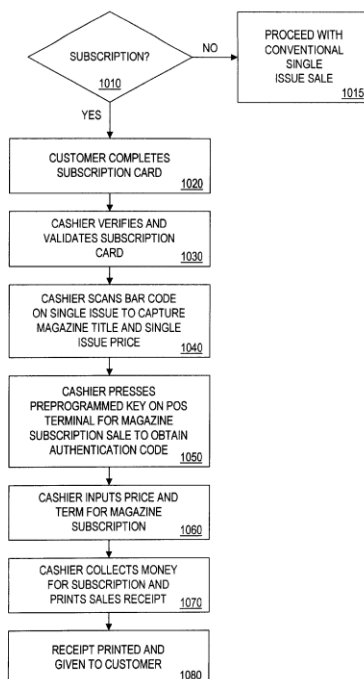 SUBSCRIPTION?
1010
NO
PROCEED WITH
CONVENTIONAL
SINGLE
ISSUE SALE
1015
YES
CUSTOMER COMPLETES
SUBSCRIPTION CARD
1020
CASHIER VERIFIES AND
VALIDATES SUBSCRIPTION
CARD
1030
CASHIER SCANS BAR CODE
ON SINGLE ISSUE TO CAPTURE
MAGAZINE TITLE AND SINGLE
ISSUE PRICE
1040
CASHIER PRESSES
PREPROGRAMMED KEY ON POS
TERMINAL FOR MAGAZINE
SUBSCRIPTION SALE TO OBTAIN
AUTHENTICATION CODE
1050
CASHIER INPUTS PRICE AND
TERM FOR MAGAZINE
SUBSCRIPTION
1060
CASHIER COLLECTS MONEY
FOR SUBSCRIPTION AND
PRINTS SALES RECEIPT
1070
RECEIPT PRINTED AND
GIVEN TO CUSTOMER
1080